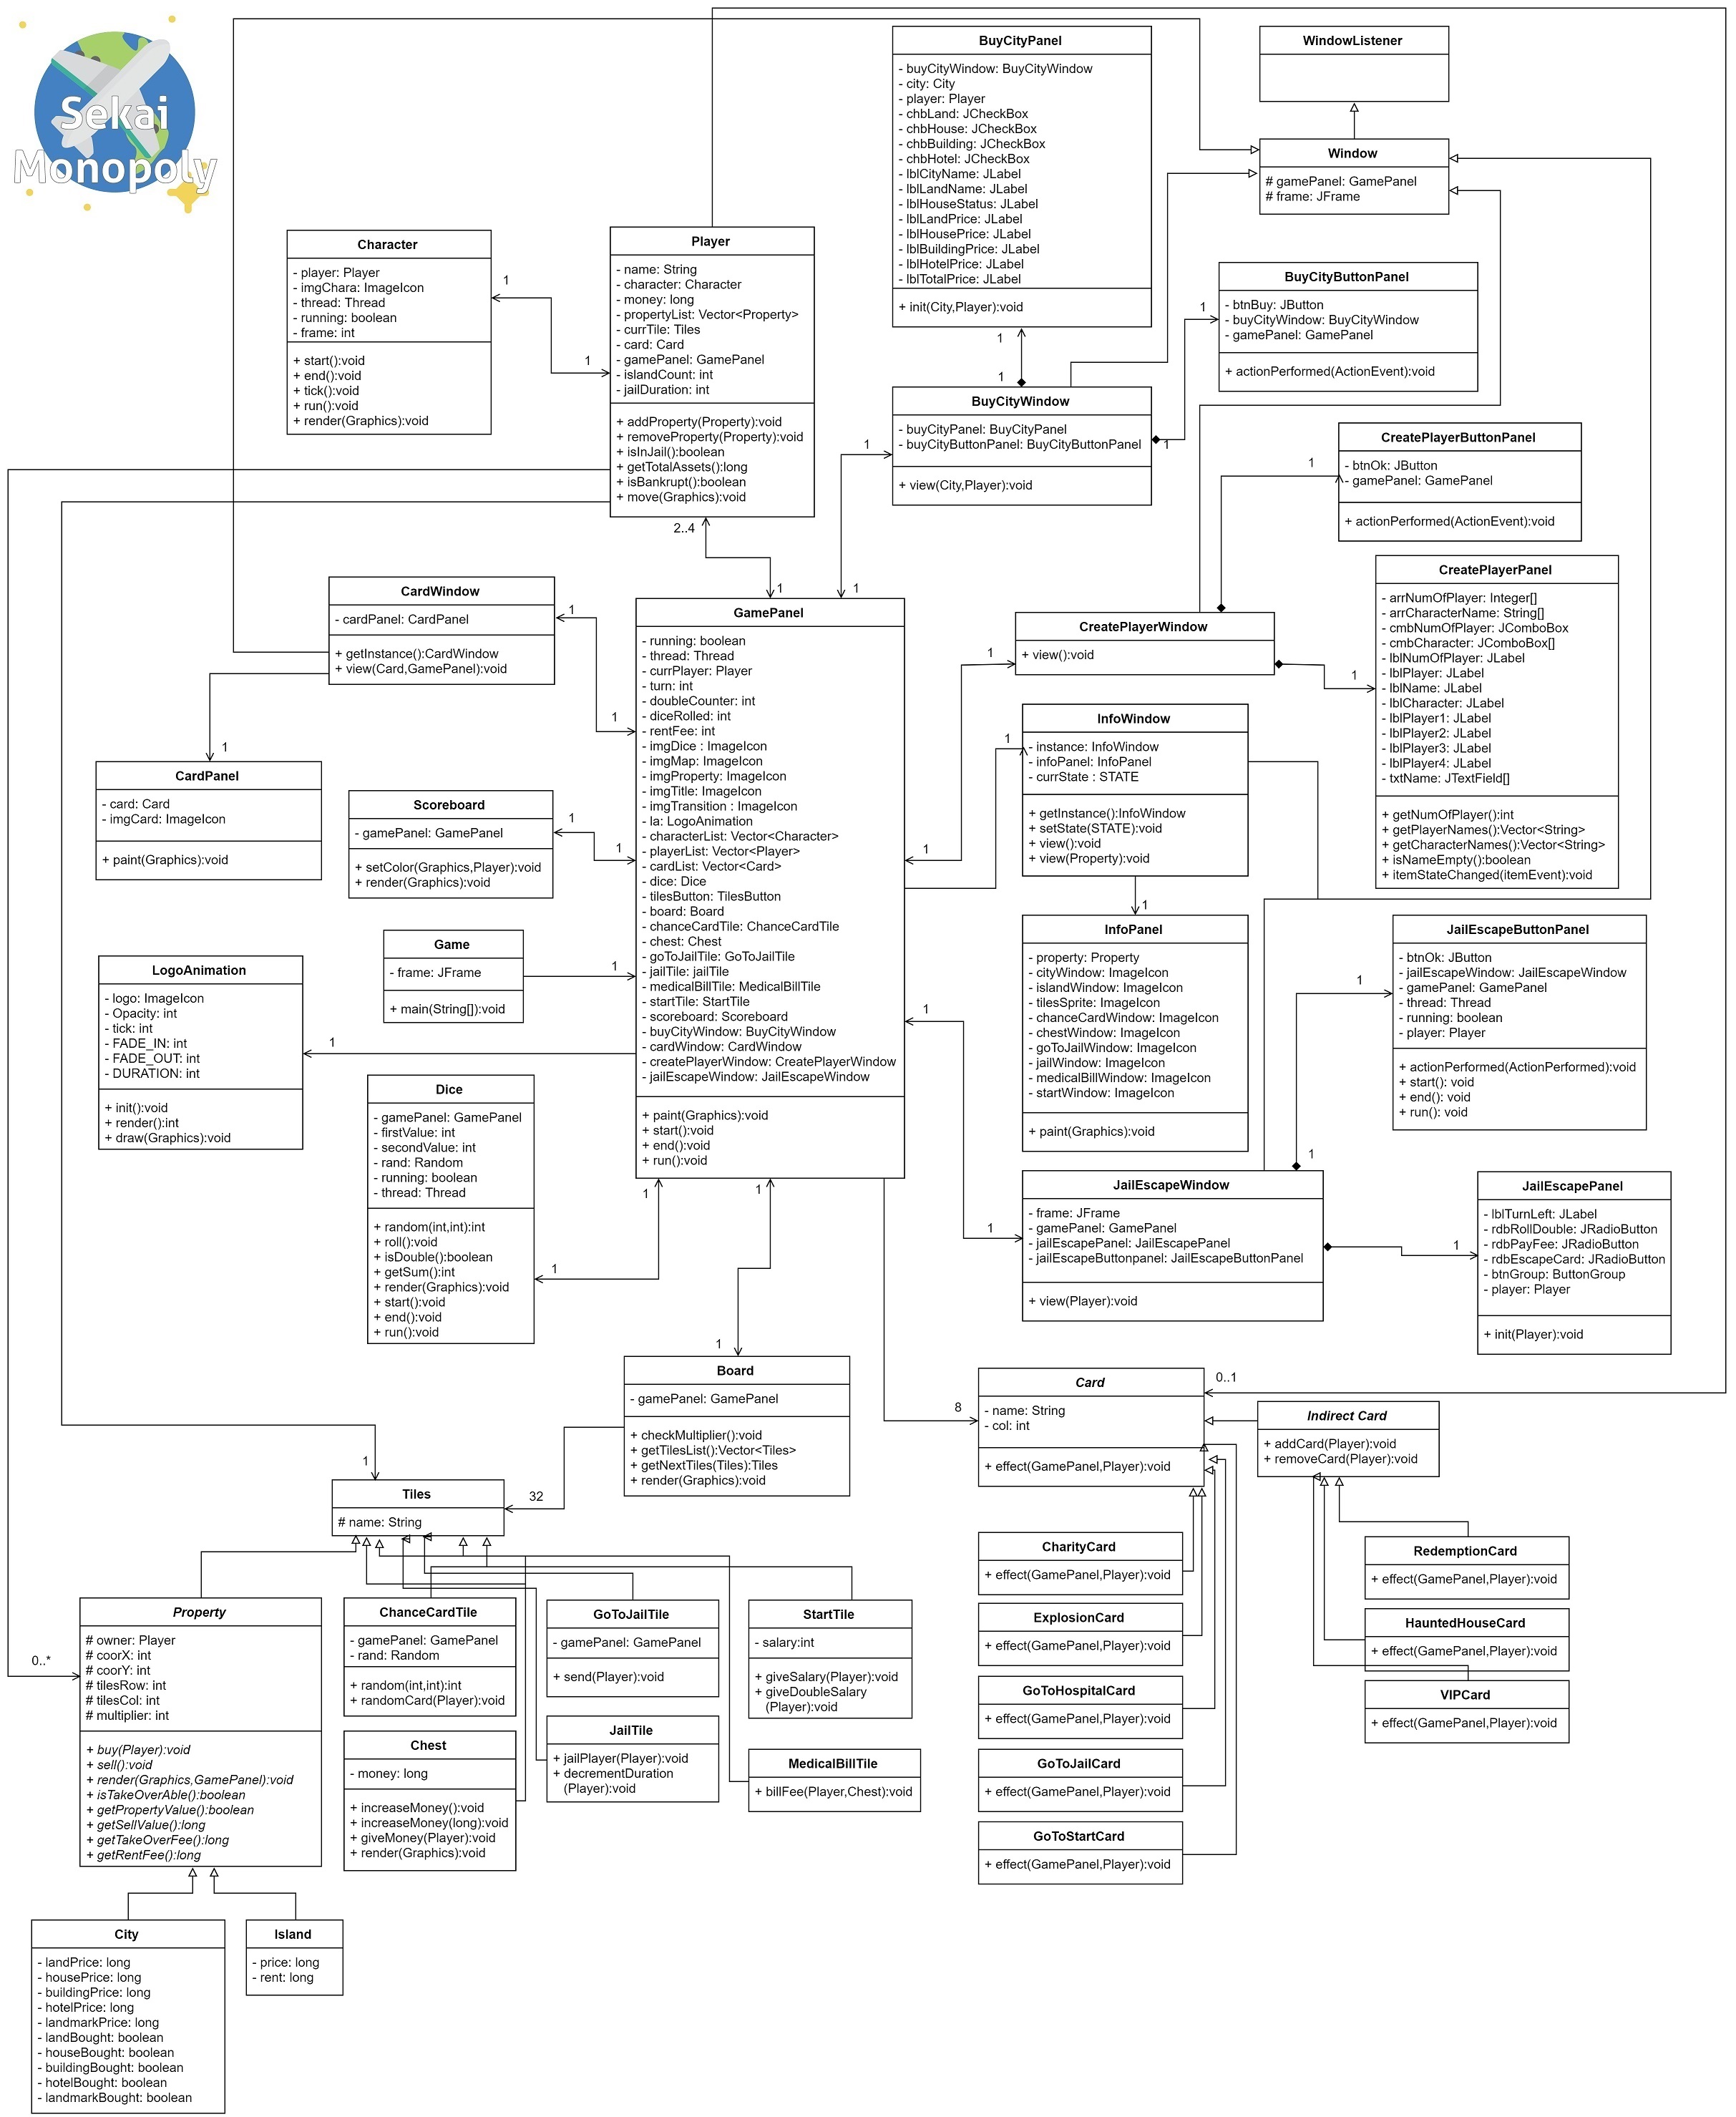 Sekai
Monopoly
BuyCityPanel
- buyCityWindow: BuyCityWindow
- city: City
- player: Player
- chbLand: JCheckBox
- chbHouse: JCheckBox
- chbBuilding: JCheckBox
- chbHotel: JCheckBox
- lblCityName: JLabel
- lblLandName: JLabel
- lblHouseStatus: JLabel
- lblLandPrice: JLabel
- lblHousePrice: JLabel
- lblBuildingPrice: JLabel
- lblHotelPrice: JLabel
- lblTotalPrice: JLabel
+ init(City,Player):void
WindowListener
Window
# gamePanel: GamePanel
# frame: JFrame
Character
- player: Player
- imgChara: ImageIcon
- thread: Thread
- running: boolean
- frame: int
+ start():void
+ end():void
+ tick():void
+ run():void
+ render(Graphics):void
1
1
Player
- name: String
- character: Character
- money: long
- propertyList: Vector<Property>
- currTile: Tiles
- card: Card
- gamePanel: GamePanel
- islandCount: int
- jailDuration: int
+ addProperty(Property):void
+ removeProperty(Property):void
+ isInJail():boolean
+ getTotalAssets():long
+ isBankrupt():boolean
+ move(Graphics):void
2..4
1
BuyCityButtonPanel
- btnBuy: JButton
- buyCityWindow: BuyCityWindow
- gamePanel: GamePanel
+ actionPerformed(ActionEvent):void
1
1
1
1
BuyCityWindow
- buyCityPanel: BuyCityPanel
- buyCityButtonPanel: BuyCityButtonPanel
+ view(City,Player):void
1
1
CreatePlayerButtonPanel
- btnOk: JButton
- gamePanel: GamePanel
+ actionPerformed(ActionEvent):void
1
CreatePlayerPanel
- arrNumOfPlayer: Integer[]
- arrCharacterName: String[]
- cmbNumOfPlayer: JComboBox
- cmbCharacter: JComboBox[]
- lblNumOfPlayer: JLabel
- lblPlayer: JLabel
- lblName: JLabel
- lblCharacter: JLabel
- lblPlayer1: JLabel
- lblPlayer2: JLabel
- lblPlayer3: JLabel
- lblPlayer4: JLabel
- txtName: JTextField[]
+ getNumOfPlayer():int
+ getPlayerNames():Vector<String>
+ getCharacterNames():Vector<String>
+ isNameEmpty():boolean
+ itemStateChanged(itemEvent):void
1
CreatePlayerWindow
+ view():void
1
1
CardWindow
- cardPanel: CardPanel
+ getInstance():CardWindow
+ view(Card,GamePanel):void
1
1
CardPanel
- card: Card
- imgCard: ImageIcon
+ paint(Graphics):void
1
Scoreboard
- gamePanel: GamePanel
+ setColor(Graphics,Player):void
+ render(Graphics):void
1
1
GamePanel
- running: boolean
- thread: Thread
- currPlayer: Player
- turn: int
- doubleCounter: int
- diceRolled: int
- rentFee: int
- imgDice : ImageIcon
- imgMap: ImageIcon
- imgProperty: ImageIcon
- imgTitle: ImageIcon
- imgTransition : ImageIcon
- la: LogoAnimation
- characterList: Vector<Character>
- playerList: Vector<Player>
- cardList: Vector<Card>
- dice: Dice
- tilesButton: TilesButton
- board: Board
- chanceCardTile: ChanceCardTile
- chest: Chest
- goToJailTile: GoToJailTile
- jailTile: jailTile
- medicalBillTile: MedicalBillTile
- startTile: StartTile
- scoreboard: Scoreboard
- buyCityWindow: BuyCityWindow
- cardWindow: CardWindow
- createPlayerWindow: CreatePlayerWindow
- jailEscapeWindow: JailEscapeWindow
+ paint(Graphics):void
+ start():void
+ end():void
+ run():void
InfoWindow
- instance: InfoWindow
- infoPanel: InfoPanel
- currState : STATE
+ getInstance():InfoWindow
+ setState(STATE):void
+ view():void
+ view(Property):void
1
1
InfoPanel
- property: Property
- cityWindow: ImageIcon
- islandWindow: ImageIcon
- tilesSprite: ImageIcon
- chanceCardWindow: ImageIcon
- chestWindow: ImageIcon
- goToJailWindow: ImageIcon
- jailWindow: ImageIcon
- medicalBillWindow: ImageIcon
- startWindow: ImageIcon
+ paint(Graphics):void
JailEscapeButtonPanel
- btnOk: JButton
- jailEscapeWindow: JailEscapeWindow
- gamePanel: GamePanel
- thread: Thread
- running: boolean
- player: Player
+ actionPerformed(ActionPerformed):void
+ start(): void
+ end(): void
+ run(): void
1
1
Game
- frame: JFrame
+ main(String[]):void
1
LogoAnimation
- logo: ImageIcon
- Opacity: int
- tick: int
- FADE_IN: int
- FADE_OUT: int
- DURATION: int
+ init():void
+ render():int
+ draw(Graphics):void
1
Dice
- gamePanel: GamePanel
- firstValue: int
- secondValue: int
- rand: Random
- running: boolean
- thread: Thread
+ random(int,int):int
+ roll():void
+ isDouble():boolean
+ getSum():int
+ render(Graphics):void
+ start():void
+ end():void
+ run():void
1
1
JailEscapeWindow
- frame: JFrame
- gamePanel: GamePanel
- jailEscapePanel: JailEscapePanel
- jailEscapeButtonpanel: JailEscapeButtonPanel
+ view(Player):void
1
1
1
JailEscapePanel
- lblTurnLeft: JLabel
- rdbRollDouble: JRadioButton
- rdbPayFee: JRadioButton
- rdbEscapeCard: JRadioButton
- btnGroup: ButtonGroup
- player: Player
+ init(Player):void
1
1
Board
- gamePanel: GamePanel
+ checkMultiplier():void
+ getTilesList():Vector<Tiles>
+ getNextTiles(Tiles):Tiles
+ render(Graphics):void
8
0..1
Card
- name: String
- col: int
+ effect(GamePanel,Player):void
Indirect Card
+ addCard(Player):void
+ removeCard(Player):void
1
32
Tiles
# name: String
CharityCard
+ effect(GamePanel,Player):void
ExplosionCard
+ effect(GamePanel,Player):void
GoToHospitalCard
+ effect(GamePanel,Player):void
GoToJailCard
+ effect(GamePanel,Player):void
GoToStartCard
+ effect(GamePanel,Player):void
RedemptionCard
+ effect(GamePanel,Player):void
HauntedHouseCard
+ effect(GamePanel,Player):void
VIPCard
+ effect(GamePanel,Player):void
0..*
Property
# owner: Player
# coorX: int
# coorY: int
# tilesRow: int
# tilesCol: int
# multiplier: int
+ buy(Player):void
+ sell():void
+ render(Graphics,GamePanel):void
+ isTakeOverAble():boolean
+ getPropertyValue():boolean
+ getSellValue():long
+ getTakeOverFee():long
+ getRentFee():long
ChanceCardTile
- gamePanel: GamePanel
- rand: Random
+ random(int,int):int
+ randomCard(Player):void
GoToJailTile
- gamePanel: GamePanel
+ send(Player):void
StartTile
- salary:int
+ giveSalary(Player):void
+ giveDoubleSalary
(Player):void
Chest
- money: long
+ increaseMoney():void
+ increaseMoney(long):void
+ giveMoney(Player):void
+ render(Graphics):void
JailTile
+ jailPlayer(Player):void
+ decrementDuration
(Player):void
MedicalBillTile
+ billFee(Player,Chest):void
City
- landPrice: long
- housePrice: long
- buildingPrice: long
- hotelPrice: long
- landmarkPrice: long
- landBought: boolean
- houseBought: boolean
- buildingBought: boolean
- hotelBought: boolean
- landmarkBought: boolean
Island
- price: long
- rent: long